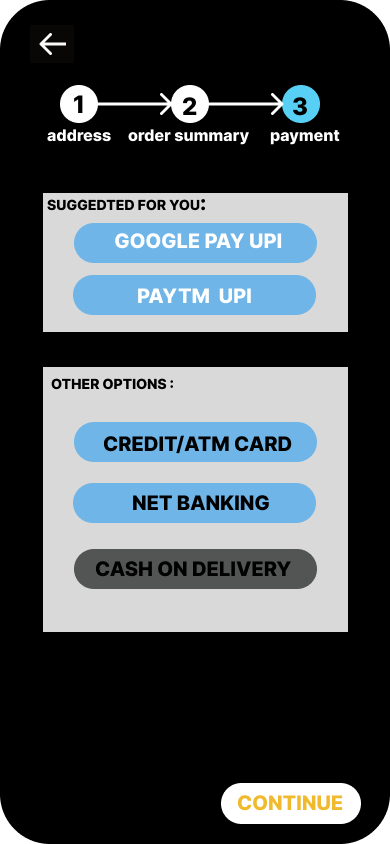 1 2 3
address order summary payment
SUGGEDTED FOR YOU:
GOOGLE PAY UPI
PAYTM UPI
OTHER OPTIONS :
CREDIT/ATM CARD
NET BANKING
CASH ON DELIVERY
CONTINUE